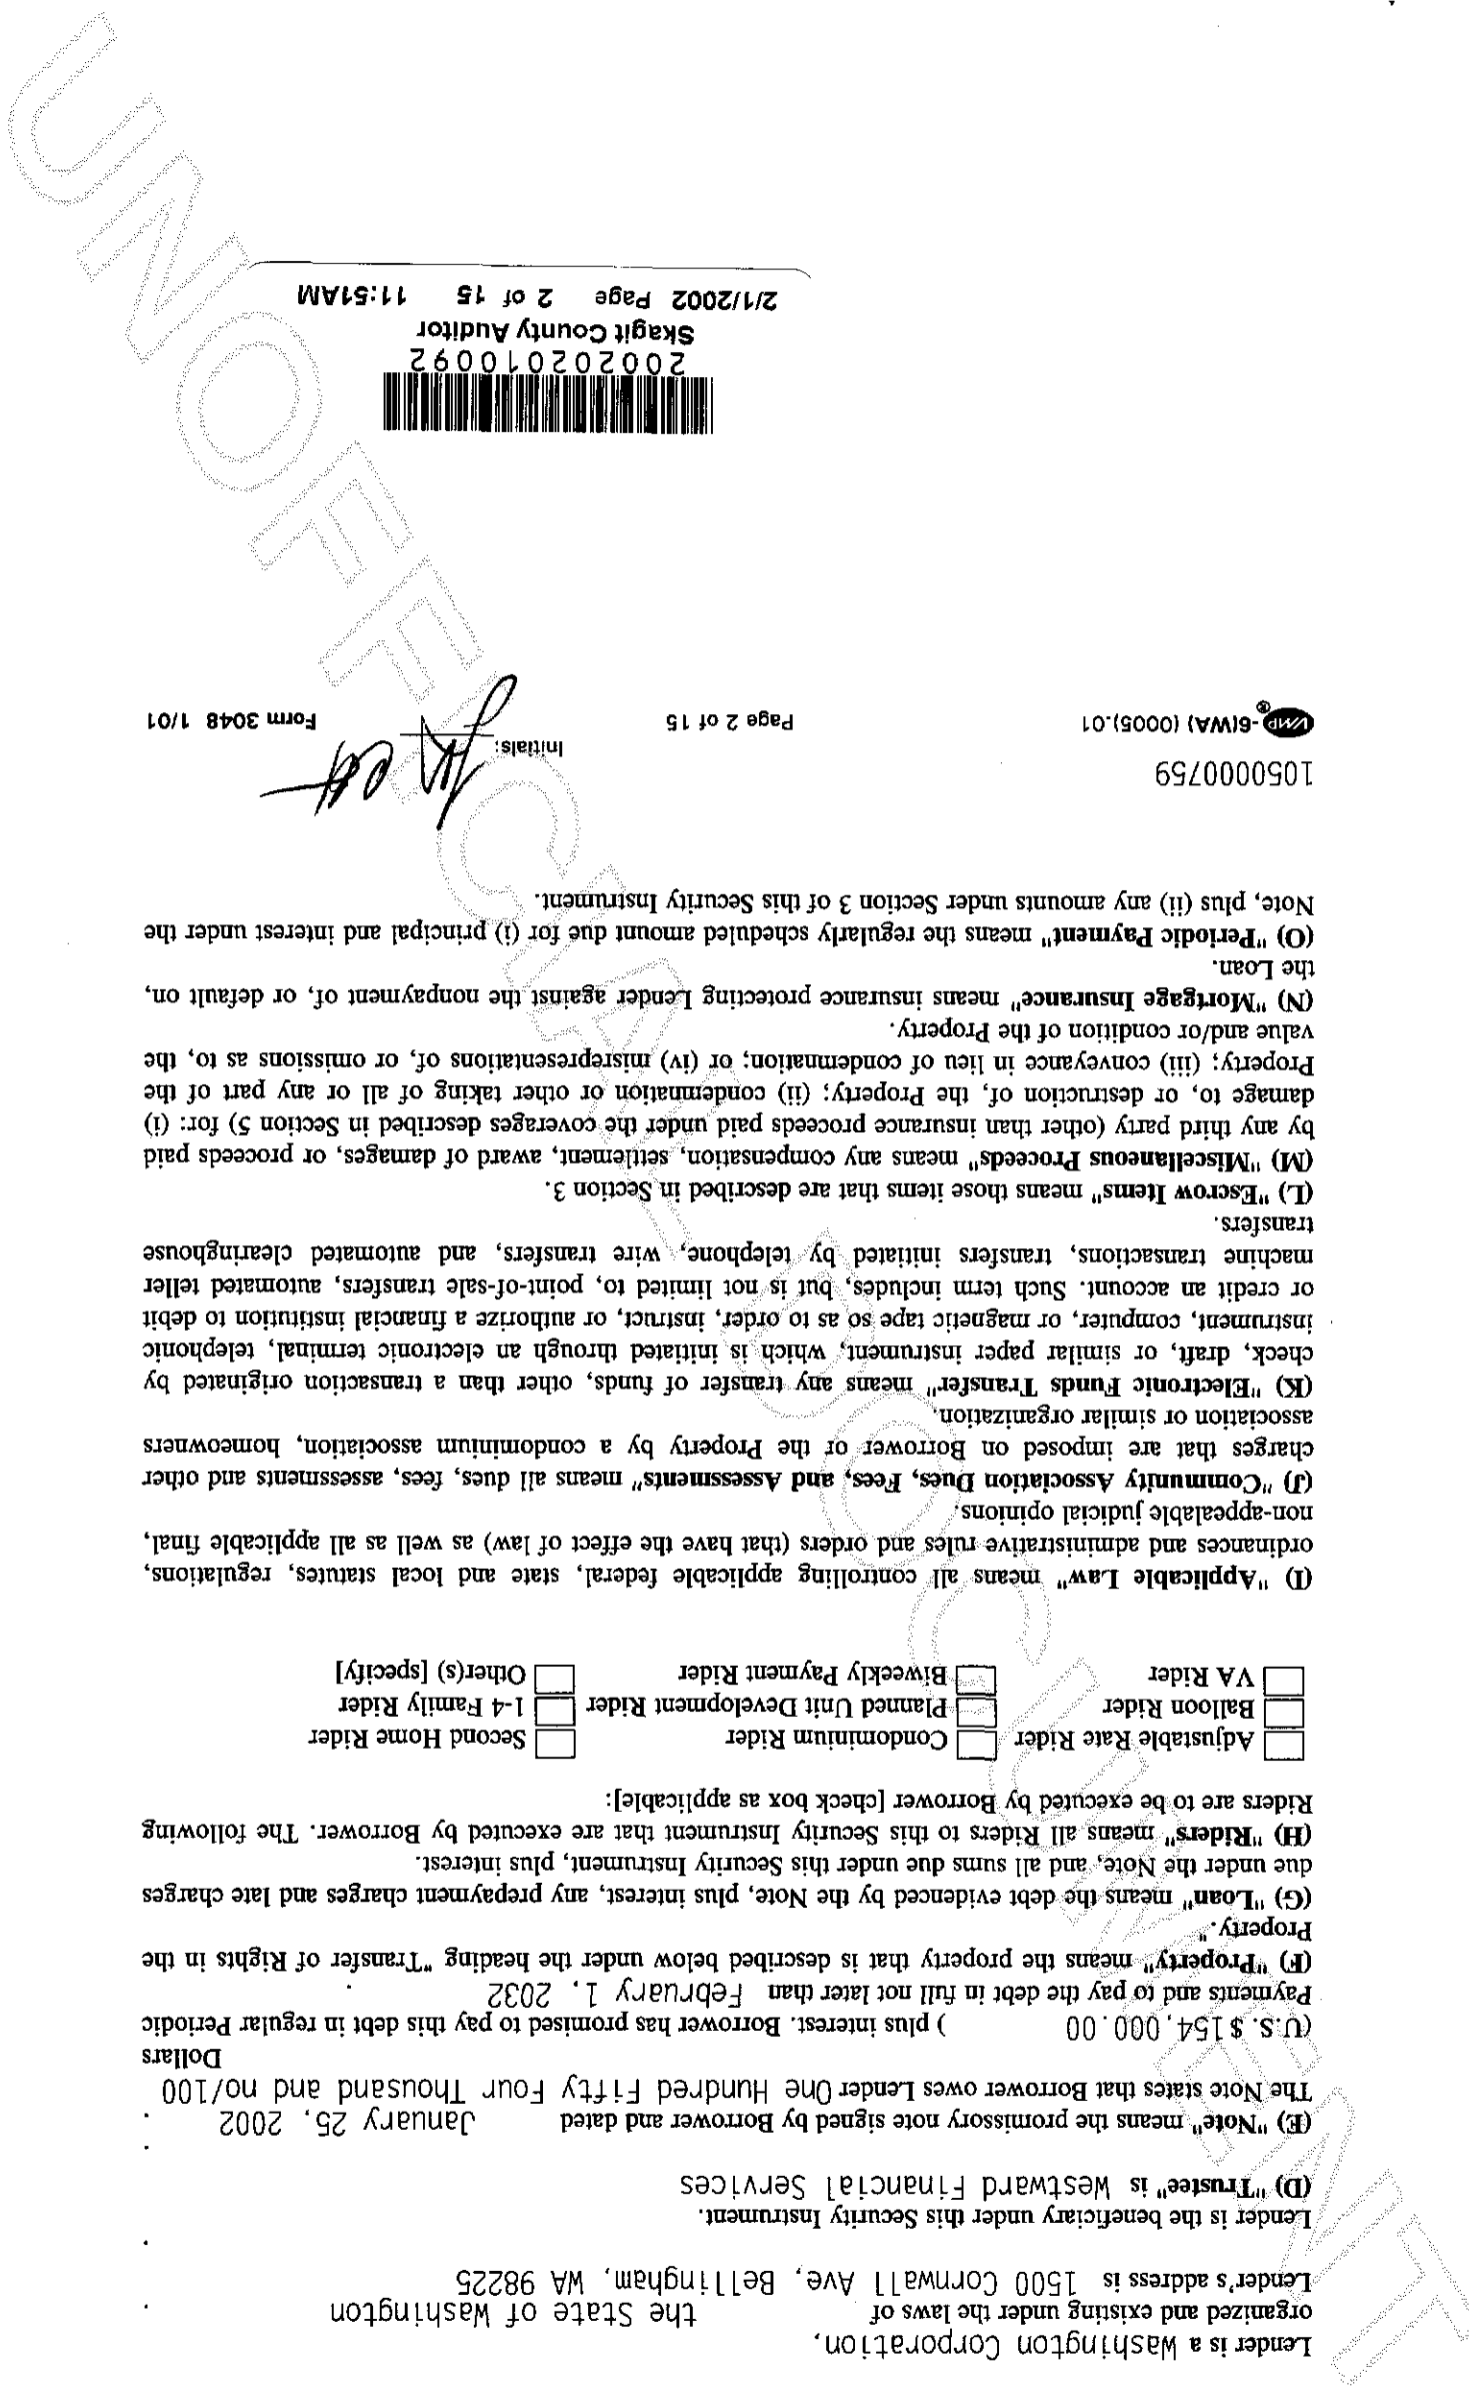 Lender is a Washington Corporation,
organized and existing under the laws of the State of Washington .
Lender's address is 1500 Cornwall Ave, Bellingham, WA 98225
Lender is the beneficiary under this Security Instrument. .
(D) "Trustee" is Westward Financial Services
.
(E) "Note" means the promissory note signed by Borrower and dated January 25, 2002 .
The Note states that Borrower owes Lender One Hundred Fifty Four Thousand and no/100
Dollars
(U.S. $154,000.00 ) plus interest. Borrower has promised to pay this debt in regular Periodic
Payments and to pay the debt in full not later than February 1, 2032 .
(F) "Property" means the property that is described below under the heading "Transfer of Rights in the
Property."
(G) "Loan" means the debt evidenced by the Note, plus interest, any prepayment charges and late charges
due under the Note, and all sums due under this Security Instrument, plus interest.
(H) "Riders" means all Riders to this Security Instrument that are executed by Borrower. The following
Riders are to be executed by Borrower [check box as applicable]:
Adjustable Rate Rider Condominium Rider Second Home Rider
Balloon Rider Planned Unit Development Rider 1-4 Family Rider
VA Rider Biweekly Payment Rider Other(s) [specify]
(I) "Applicable Law" means all controlling applicable federal, state and local statutes, regulations,
ordinances and administrative rules and orders (that have the effect of law) as well as all applicable final,
non-appealable judicial opinions.
(J) "Community Association Dues, Fees, and Assessments" means all dues, fees, assessments and other
charges that are imposed on Borrower or the Property by a condominium association, homeowners
association or similar organization.
(K) "Electronic Funds Transfer" means any transfer of funds, other than a transaction originated by
check, draft, or similar paper instrument, which is initiated through an electronic terminal, telephonic
instrument, computer, or magnetic tape so as to order, instruct, or authorize a financial institution to debit
or credit an account. Such term includes, but is not limited to, point-of-sale transfers, automated teller
machine transactions, transfers initiated by telephone, wire transfers, and automated clearinghouse
transfers.
(L) "Escrow Items" means those items that are described in Section 3.
(M) "Miscellaneous Proceeds" means any compensation, settlement, award of damages, or proceeds paid
by any third party (other than insurance proceeds paid under the coverages described in Section 5) for: (i)
damage to, or destruction of, the Property; (ii) condemnation or other taking of all or any part of the
Property; (iii) conveyance in lieu of condemnation; or (iv) misrepresentations of, or omissions as to, the
value and/or condition of the Property.
(N) "Mortgage Insurance" means insurance protecting Lender against the nonpayment of, or default on,
the Loan.
(O) "Periodic Payment" means the regularly scheduled amount due for (i) principal and interest under the
Note, plus (ii) any amounts under Section 3 of this Security Instrument.
1050000759
Initials:
VMP®-6(WA) (0005).01 Page 2 of 15 Form 3048 1/01
200202010092
Skagit County Auditor
2/1/2002 Page 2 of 15 11:51AM
UNOFFICIAL DOCUMENT